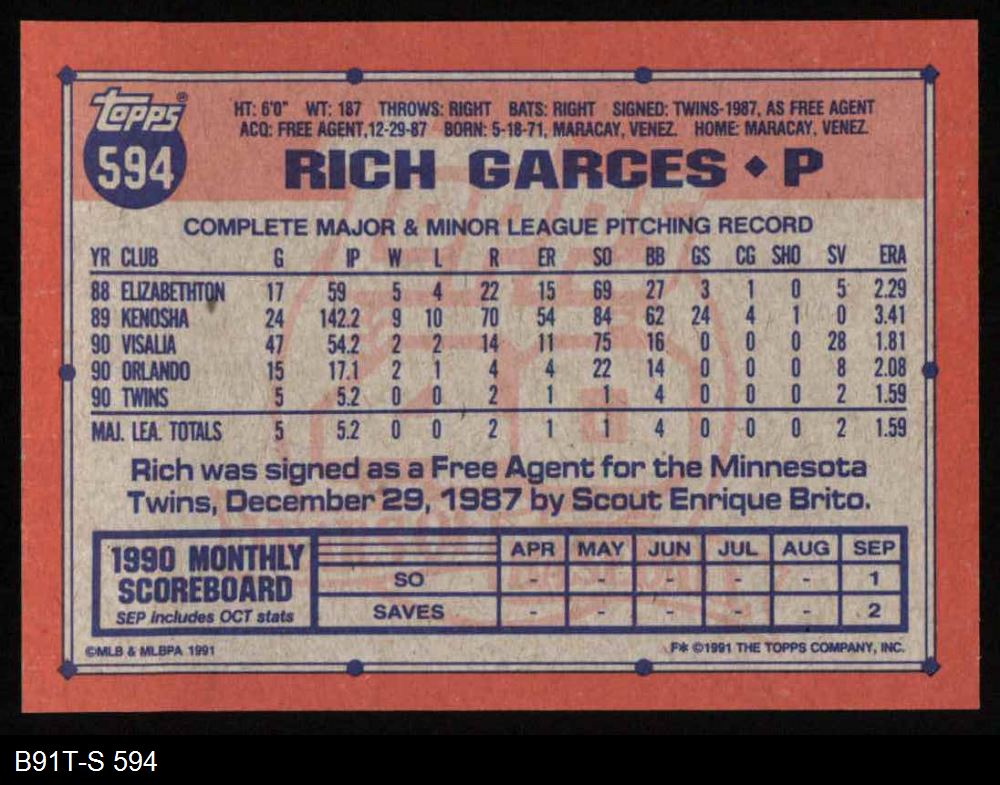 Topps®
594
HT: 6'0" WT: 187 THROWS: RIGHT BATS: RIGHT SIGNED: TWINS-1987, AS FREE AGENT
ACQ: FREE AGENT,12-29-87 BORN: 5-18-71, MARACAY, VENEZ. HOME: MARACAY, VENEZ.
RICH GARCES ♦ P
COMPLETE MAJOR & MINOR LEAGUE PITCHING RECORD
YR CLUB G IP W L R ER SO BB GS CG SHO SV ERA
88 ELIZABETHTON 17 59 5 4 22 15 69 27 3 1 0 5 2.29
89 KENOSHA 24 142.2 9 10 70 54 84 62 24 4 1 0 3.41
90 VISALIA 47 54.2 2 2 14 11 75 16 0 0 0 28 1.81
90 ORLANDO 15 17.1 2 1 4 4 22 14 0 0 0 8 2.08
90 TWINS 5 5.2 0 0 2 1 1 4 0 0 0 2 1.59
MAJ. LEA. TOTALS 5 5.2 0 0 2 1 1 4 0 0 0 2 1.59
Rich was signed as a Free Agent for the Minnesota
Twins, December 29, 1987 by Scout Enrique Brito.
1990 MONTHLY
SCOREBOARD
SEP includes OCT stats
APR MAY JUN JUL AUG SEP
SO - - - - - 1
SAVES - - - - - 2
©MLB & MLBPA 1991
F* ©1991 THE TOPPS COMPANY, INC.
B91T-S 594